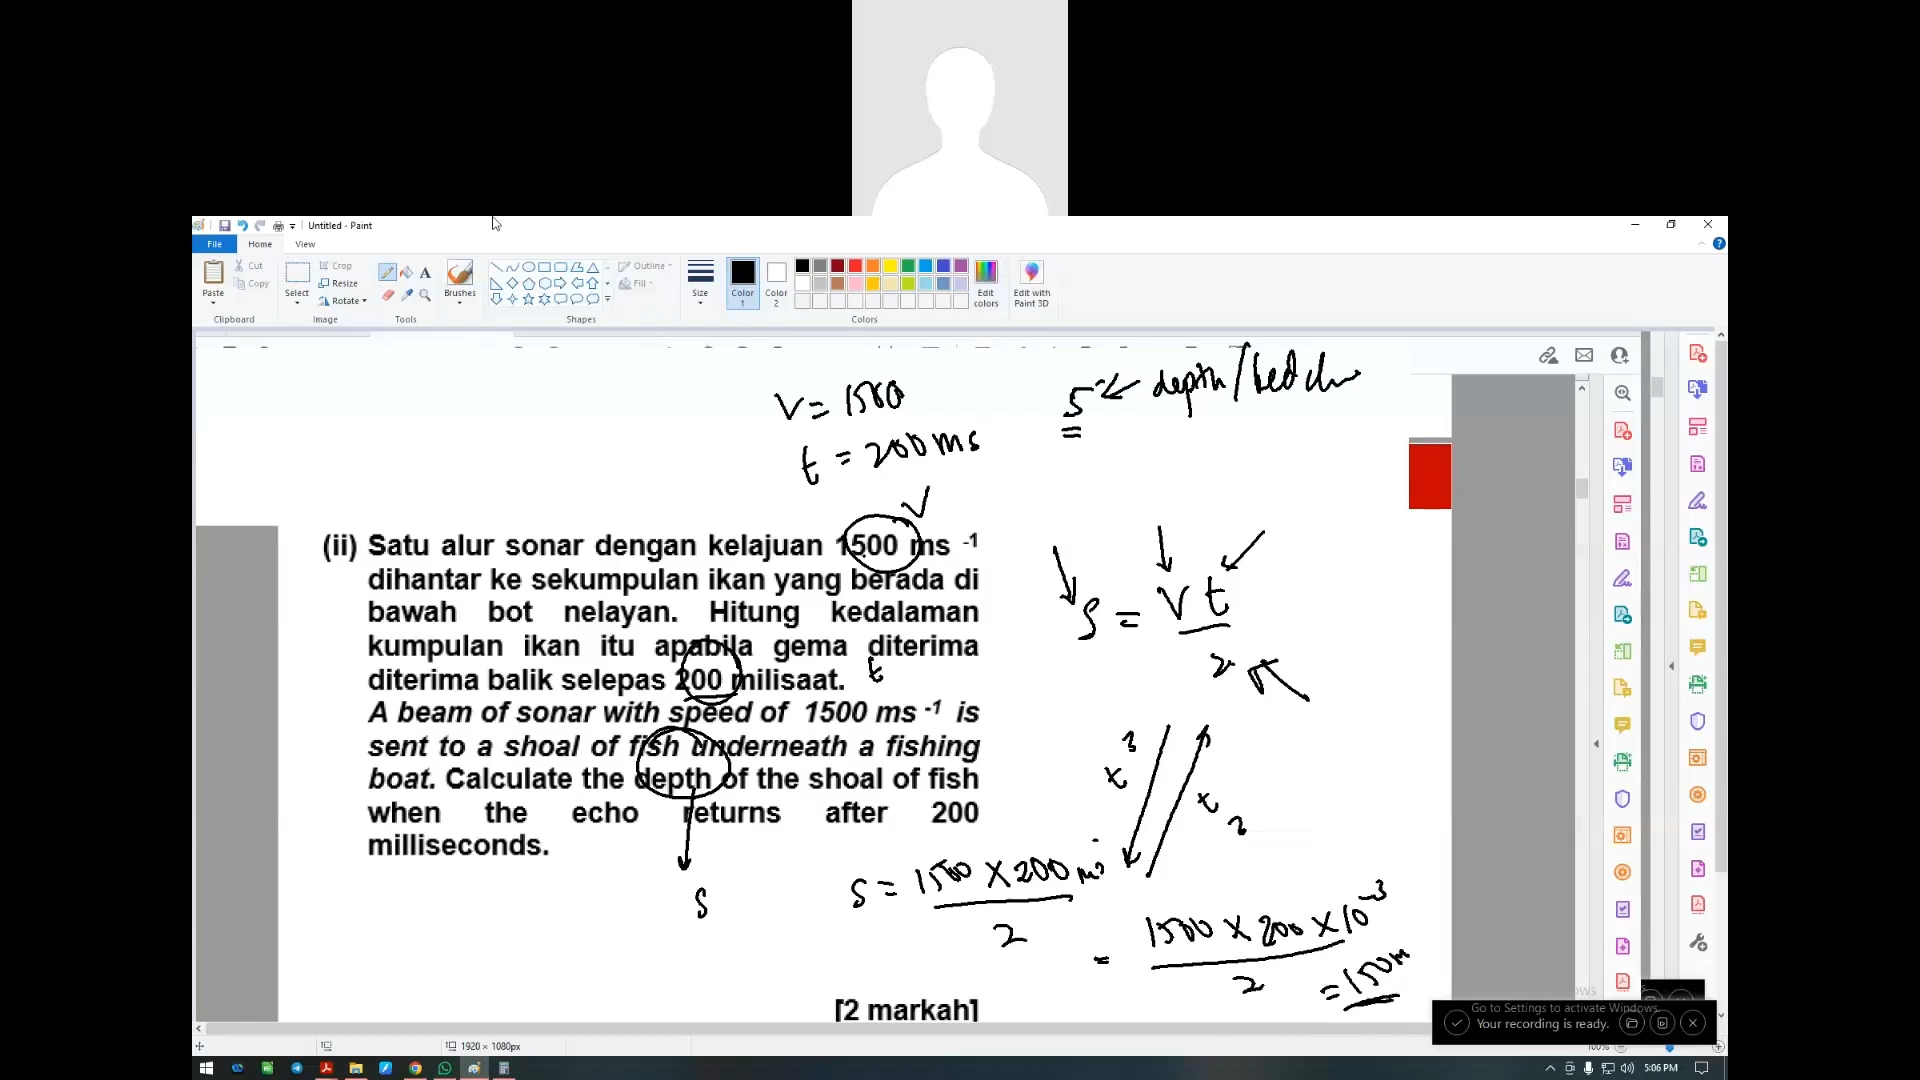 Untitled - Paint
File Home View
Paste Cut Copy Clipboard
Select Crop Resize Rotate Image
Tools
Brushes
Shapes Outline Fill
Size
Color 1 Color 2
Colors
Edit colors
Edit with Paint 3D
V = 1500
t = 200 ms
S depth /
V
(ii) Satu alur sonar dengan kelajuan 1500 ms -1
dihantar ke sekumpulan ikan yang berada di
bawah bot nelayan. Hitung kedalaman
kumpulan ikan itu apabila gema diterima
diterima balik selepas 200 milisaat.
t
A beam of sonar with speed of 1500 ms -1 is
sent to a shoal of fish underneath a fishing
boat. Calculate the depth of the shoal of fish
when the echo returns after 200
milliseconds.
S
[2 markah]
S = V t
2
t
t
S = 1500 X 200 m
2
= 1500 X 200 X 10 -3
2
= 150 m
Go to Settings to activate Windows.
Your recording is ready.
1920 × 1080px
100%
5:06 PM